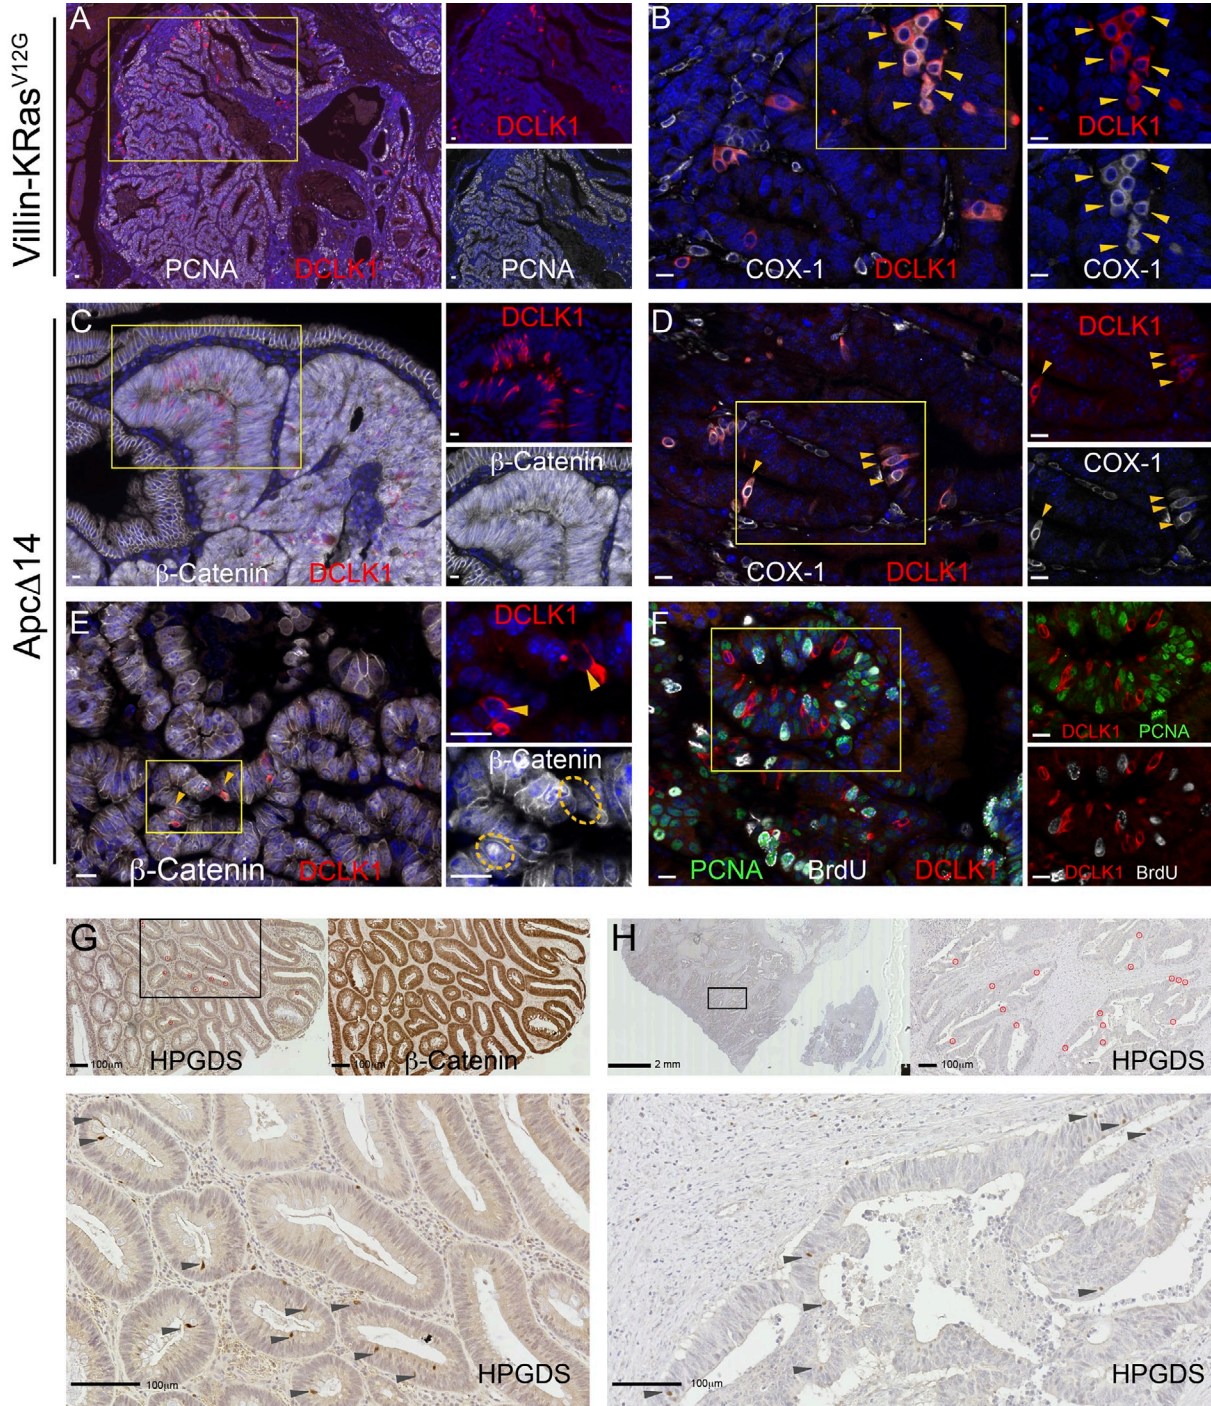 Villin-KRasV12G
A
PCNA
DCLK1
DCLK1
PCNA
B
COX-1
DCLK1
DCLK1
COX-1
ApcΔ14
C
β-Catenin
DCLK1
DCLK1
β-Catenin
D
COX-1
DCLK1
DCLK1
COX-1
E
β-Catenin
DCLK1
DCLK1
β-Catenin
F
PCNA
BrdU
DCLK1
DCLK1
PCNA
DCLK1
BrdU
G
HPGDS
100μm
β-Catenin
100μm
HPGDS
100μm
H
2 mm
HPGDS
100μm
HPGDS
100μm